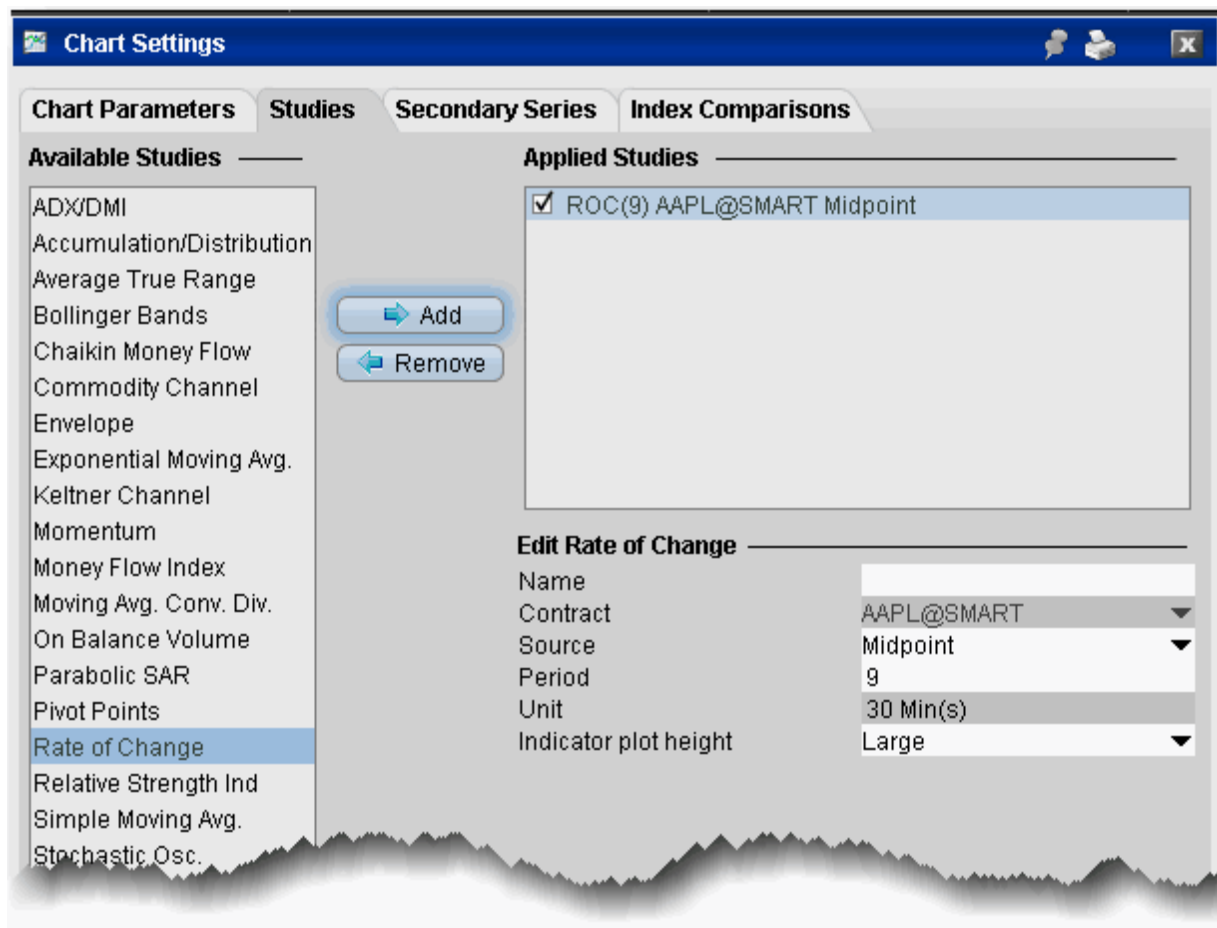 Chart Settings
Chart Parameters
Studies
Secondary Series
Index Comparisons
Available Studies
ADX/DMI
Accumulation/Distribution
Average True Range
Bollinger Bands
Chaikin Money Flow
Commodity Channel
Envelope
Exponential Moving Avg.
Keltner Channel
Momentum
Money Flow Index
Moving Avg. Conv. Div.
On Balance Volume
Parabolic SAR
Pivot Points
Rate of Change
Relative Strength Ind
Simple Moving Avg.
Stochastic Osc.
Add
Remove
Applied Studies
ROC(9) AAPL@SMART Midpoint
Edit Rate of Change
Name
Contract AAPL@SMART
Source Midpoint
Period 9
Unit 30 Min(s)
Indicator plot height Large